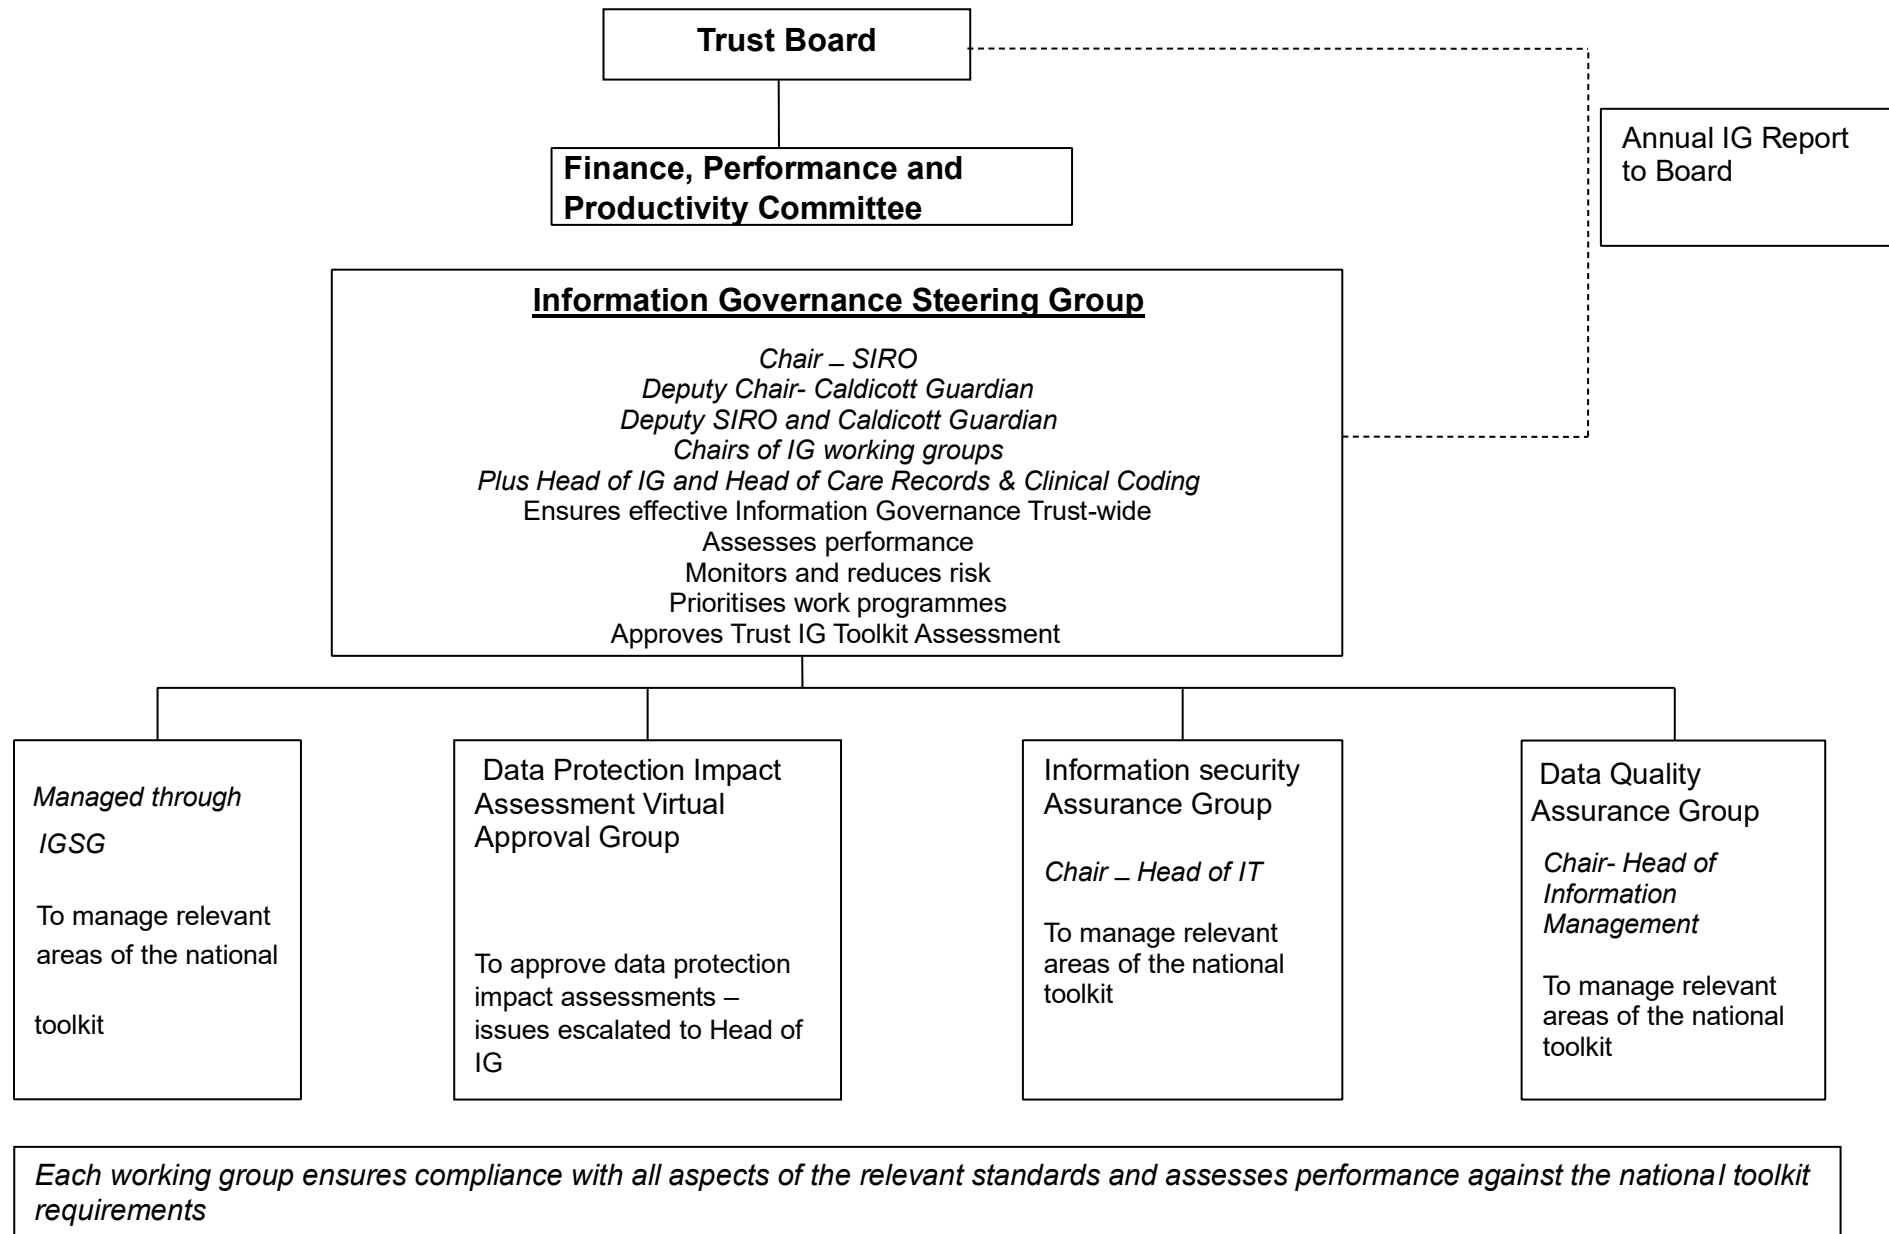 Trust Board
Annual IG Report
to Board
Finance, Performance and
Productivity Committee
Information Governance Steering Group
Chair – SIRO
Deputy Chair- Caldicott Guardian
Deputy SIRO and Caldicott Guardian
Chairs of IG working groups
Plus Head of IG and Head of Care Records & Clinical Coding
Ensures effective Information Governance Trust-wide
Assesses performance
Monitors and reduces risk
Prioritises work programmes
Approves Trust IG Toolkit Assessment
Managed through
IGSG
To manage relevant
areas of the national
toolkit
Data Protection Impact
Assessment Virtual
Approval Group
To approve data protection
impact assessments –
issues escalated to Head of
IG
Information security
Assurance Group
Chair – Head of IT
To manage relevant
areas of the national
toolkit
Data Quality
Assurance Group
Chair- Head of
Information
Management
To manage relevant
areas of the national
toolkit
Each working group ensures compliance with all aspects of the relevant standards and assesses performance against the national toolkit
requirements